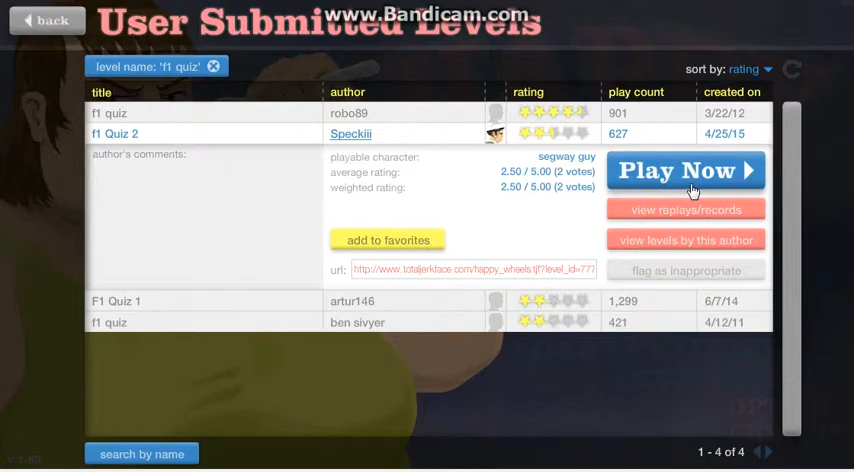 back
User Submitted Levels
www.Bandicam.com
level name: 'f1 quiz'
sort by: rating
title author rating play count created on
f1 quiz robo89 901 3/22/12
f1 Quiz 2 Speckiii 627 4/25/15
author's comments:
playable character: segway guy
average rating: 2.50 / 5.00 (2 votes)
weighted rating: 2.50 / 5.00 (2 votes)
Play Now
view replays/records
add to favorites
view levels by this author
url: http://www.totaljerkface.com/happy_wheels.tjf?level_id=777
flag as inappropriate
F1 Quiz 1 artur146 1,299 6/7/14
f1 quiz ben sivyer 421 4/12/11
search by name
1 - 4 of 4